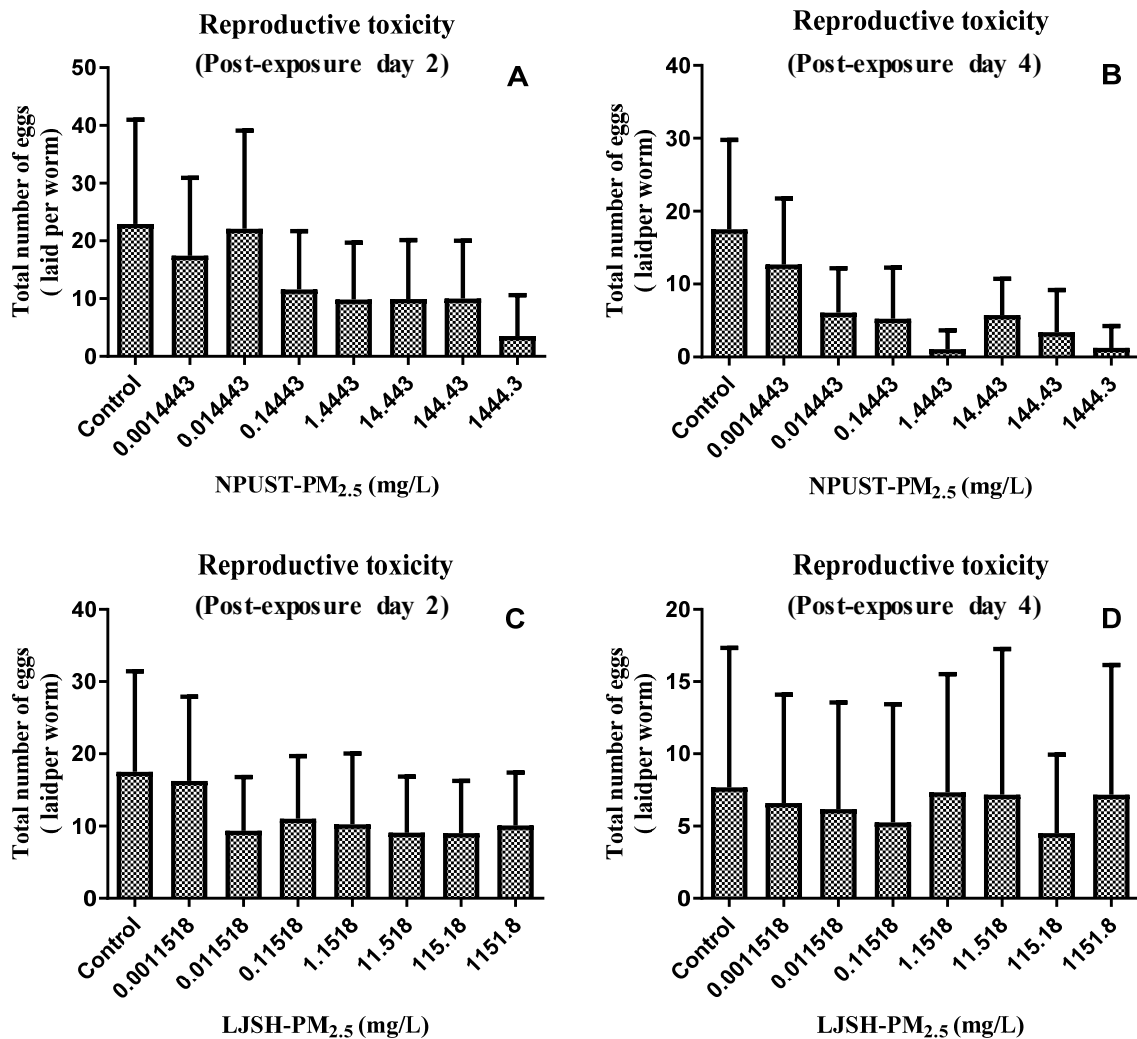 Reproductive toxicity
(Post-exposure day 2)
A
Total number of eggs
( laid per worm)
50
40
30
20
10
0
Control
0.0014443
0.014443
0.14443
1.4443
14.443
144.43
1444.3
NPUST-PM2.5 (mg/L)
Reproductive toxicity
(Post-exposure day 4)
B
Total number of eggs
( laidper worm)
40
30
20
10
0
Control
0.0014443
0.014443
0.14443
1.4443
14.443
144.43
1444.3
NPUST-PM2.5 (mg/L)
Reproductive toxicity
(Post-exposure day 2)
C
Total number of eggs
( laidper worm)
40
30
20
10
0
Control
0.0011518
0.011518
0.11518
1.1518
11.518
115.18
1151.8
LJSH-PM2.5 (mg/L)
Reproductive toxicity
(Post-exposure day 4)
D
Total number of eggs
( laidper worm)
20
15
10
5
0
Control
0.0011518
0.011518
0.11518
1.1518
11.518
115.18
1151.8
LJSH-PM2.5 (mg/L)